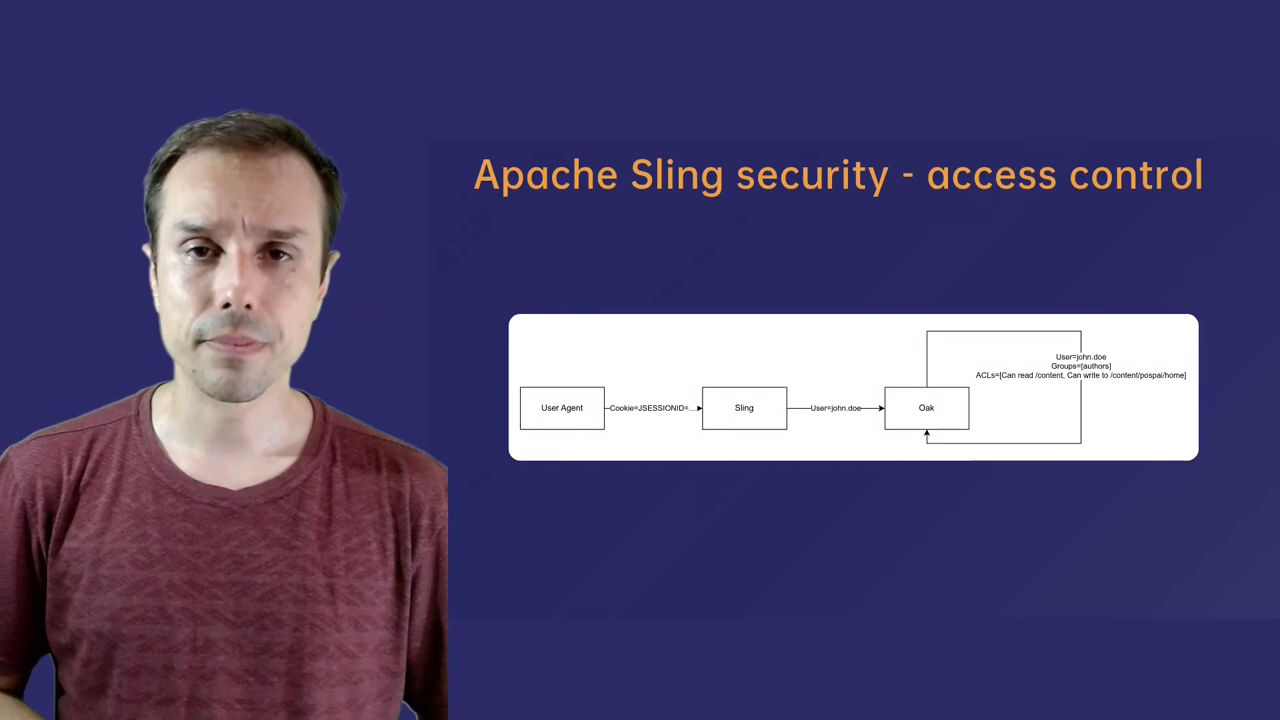 Apache Sling security - access control
User=john.doe
Groups=[authors]
ACLs=[Can read /content, Can write to /content/pospai/home]
User Agent
Cookie=JSESSIONID=...
Sling
User=john.doe
Oak